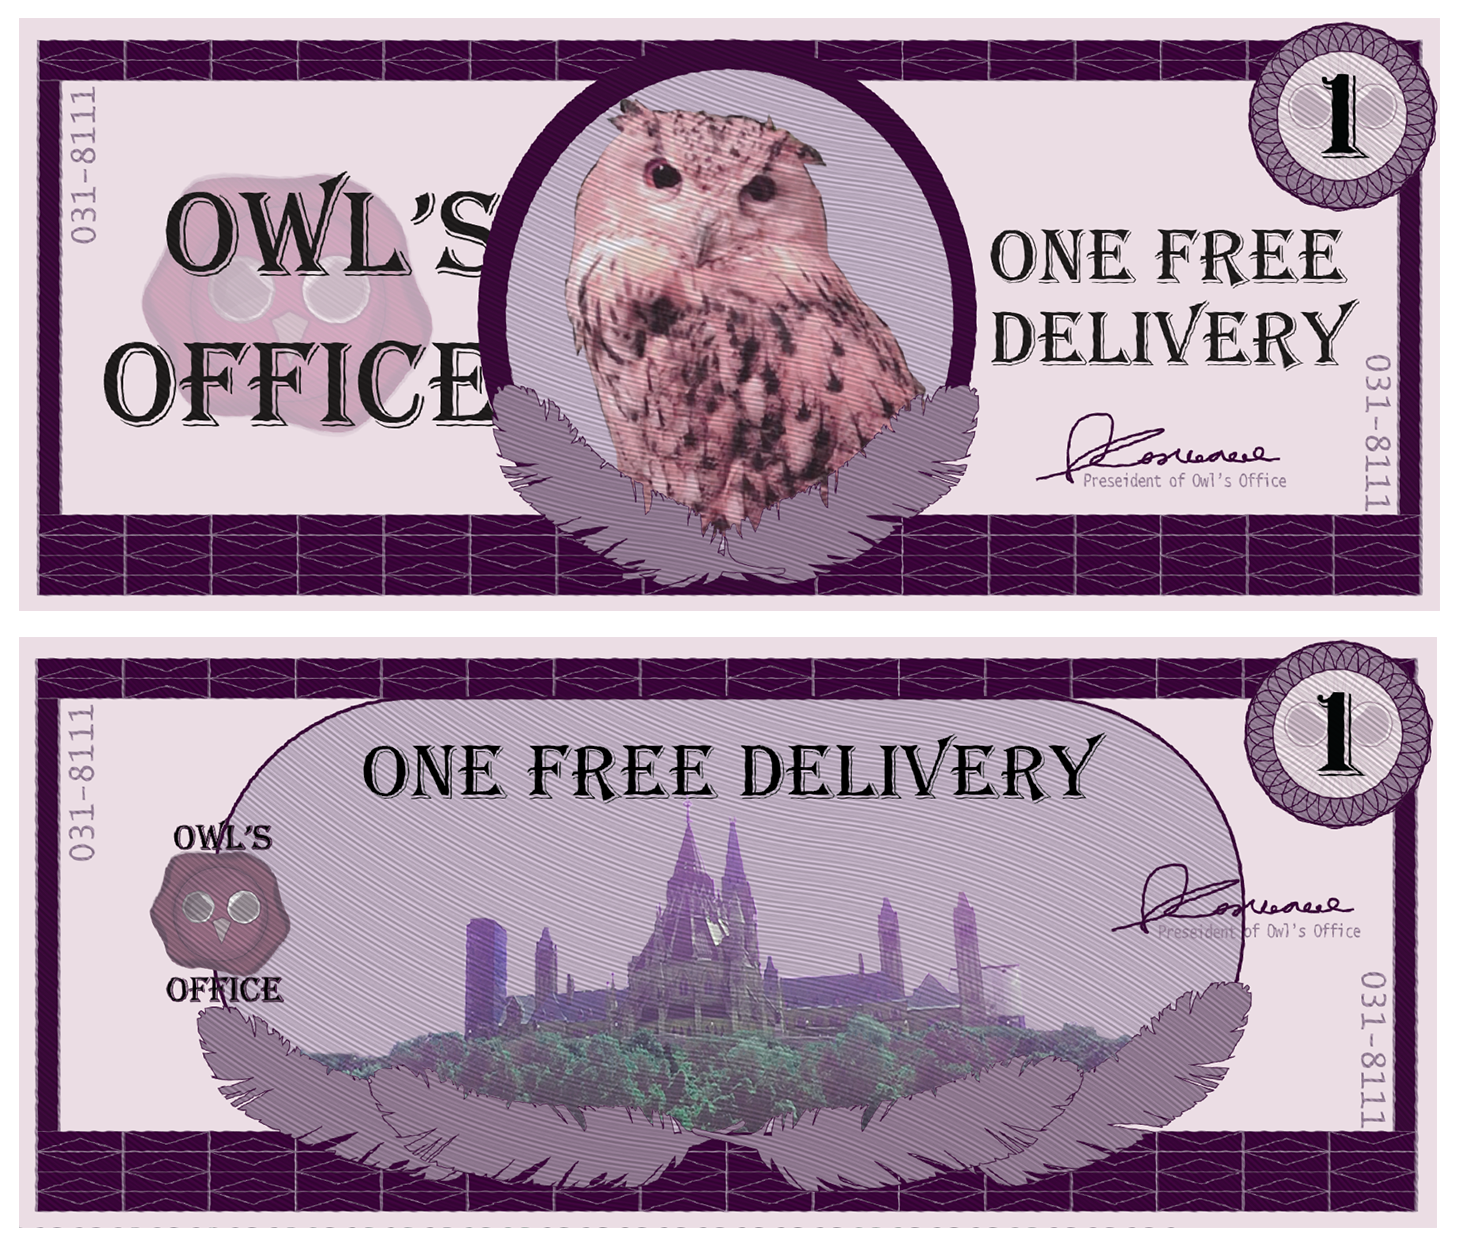 031-8111
OWL'S
OFFICE
ONE FREE
DELIVERY
1
Preseident of Owl's Office
031-8111
031-8111
ONE FREE DELIVERY
1
OWL'S
OFFICE
Preseident of Owl's Office
031-8111